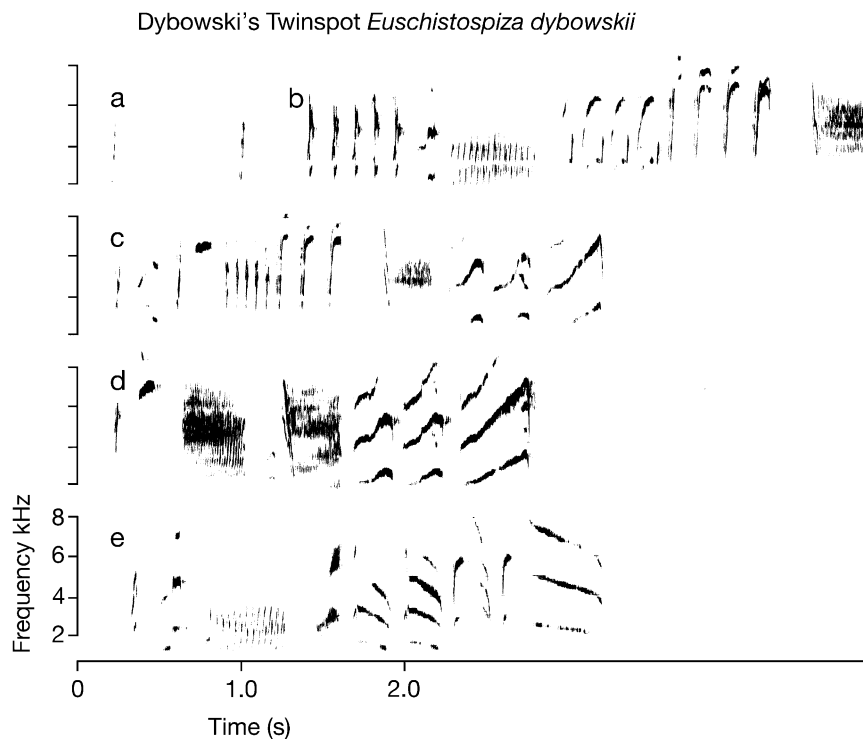 Dybowski's Twinspot Euschistospiza dybowskii
a
b
c
d
e
Frequency kHz
8
6
4
2
0 1.0 2.0
Time (s)